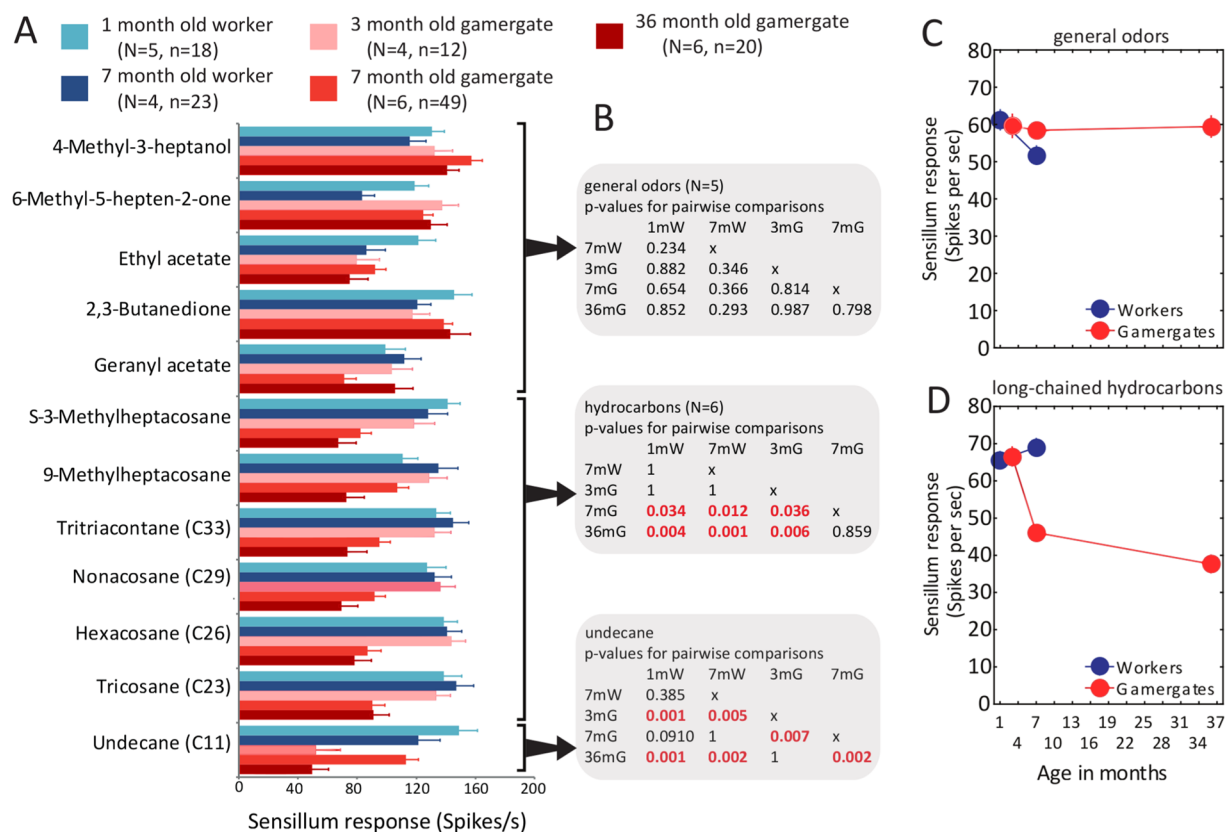 A
1 month old worker
(N=5, n=18)
7 month old worker
(N=4, n=23)
3 month old gamergate
(N=4, n=12)
7 month old gamergate
(N=6, n=49)
36 month old gamergate
(N=6, n=20)
4-Methyl-3-heptanol
6-Methyl-5-hepten-2-one
Ethyl acetate
2,3-Butanedione
Geranyl acetate
S-3-Methylheptacosane
9-Methylheptacosane
Tritriacontane (C33)
Nonacosane (C29)
Hexacosane (C26)
Tricosane (C23)
Undecane (C11)
0 40 80 120 160 200
Sensillum response (Spikes/s)
B
general odors (N=5)
p-values for pairwise comparisons
1mW 7mW 3mG 7mG
7mW 0.234 x
3mG 0.882 0.346 x
7mG 0.654 0.366 0.814 x
36mG 0.852 0.293 0.987 0.798
hydrocarbons (N=6)
p-values for pairwise comparisons
1mW 7mW 3mG 7mG
7mW 1 x
3mG 1 1 x
7mG 0.034 0.012 0.036 x
36mG 0.004 0.001 0.006 0.859
undecane
p-values for pairwise comparisons
1mW 7mW 3mG 7mG
7mW 0.385 x
3mG 0.001 0.005 x
7mG 0.0910 1 0.007 x
36mG 0.001 0.002 1 0.002
C
general odors
80
70
60
50
40
30
20
10
0
Sensillum response
(Spikes per sec)
Workers
Gamergates
D
long-chained hydrocarbons
80
70
60
50
40
30
20
10
0
Sensillum response
(Spikes per sec)
Workers
Gamergates
1 7 13 19 25 31 37
4 10 16 22 28 34
Age in months